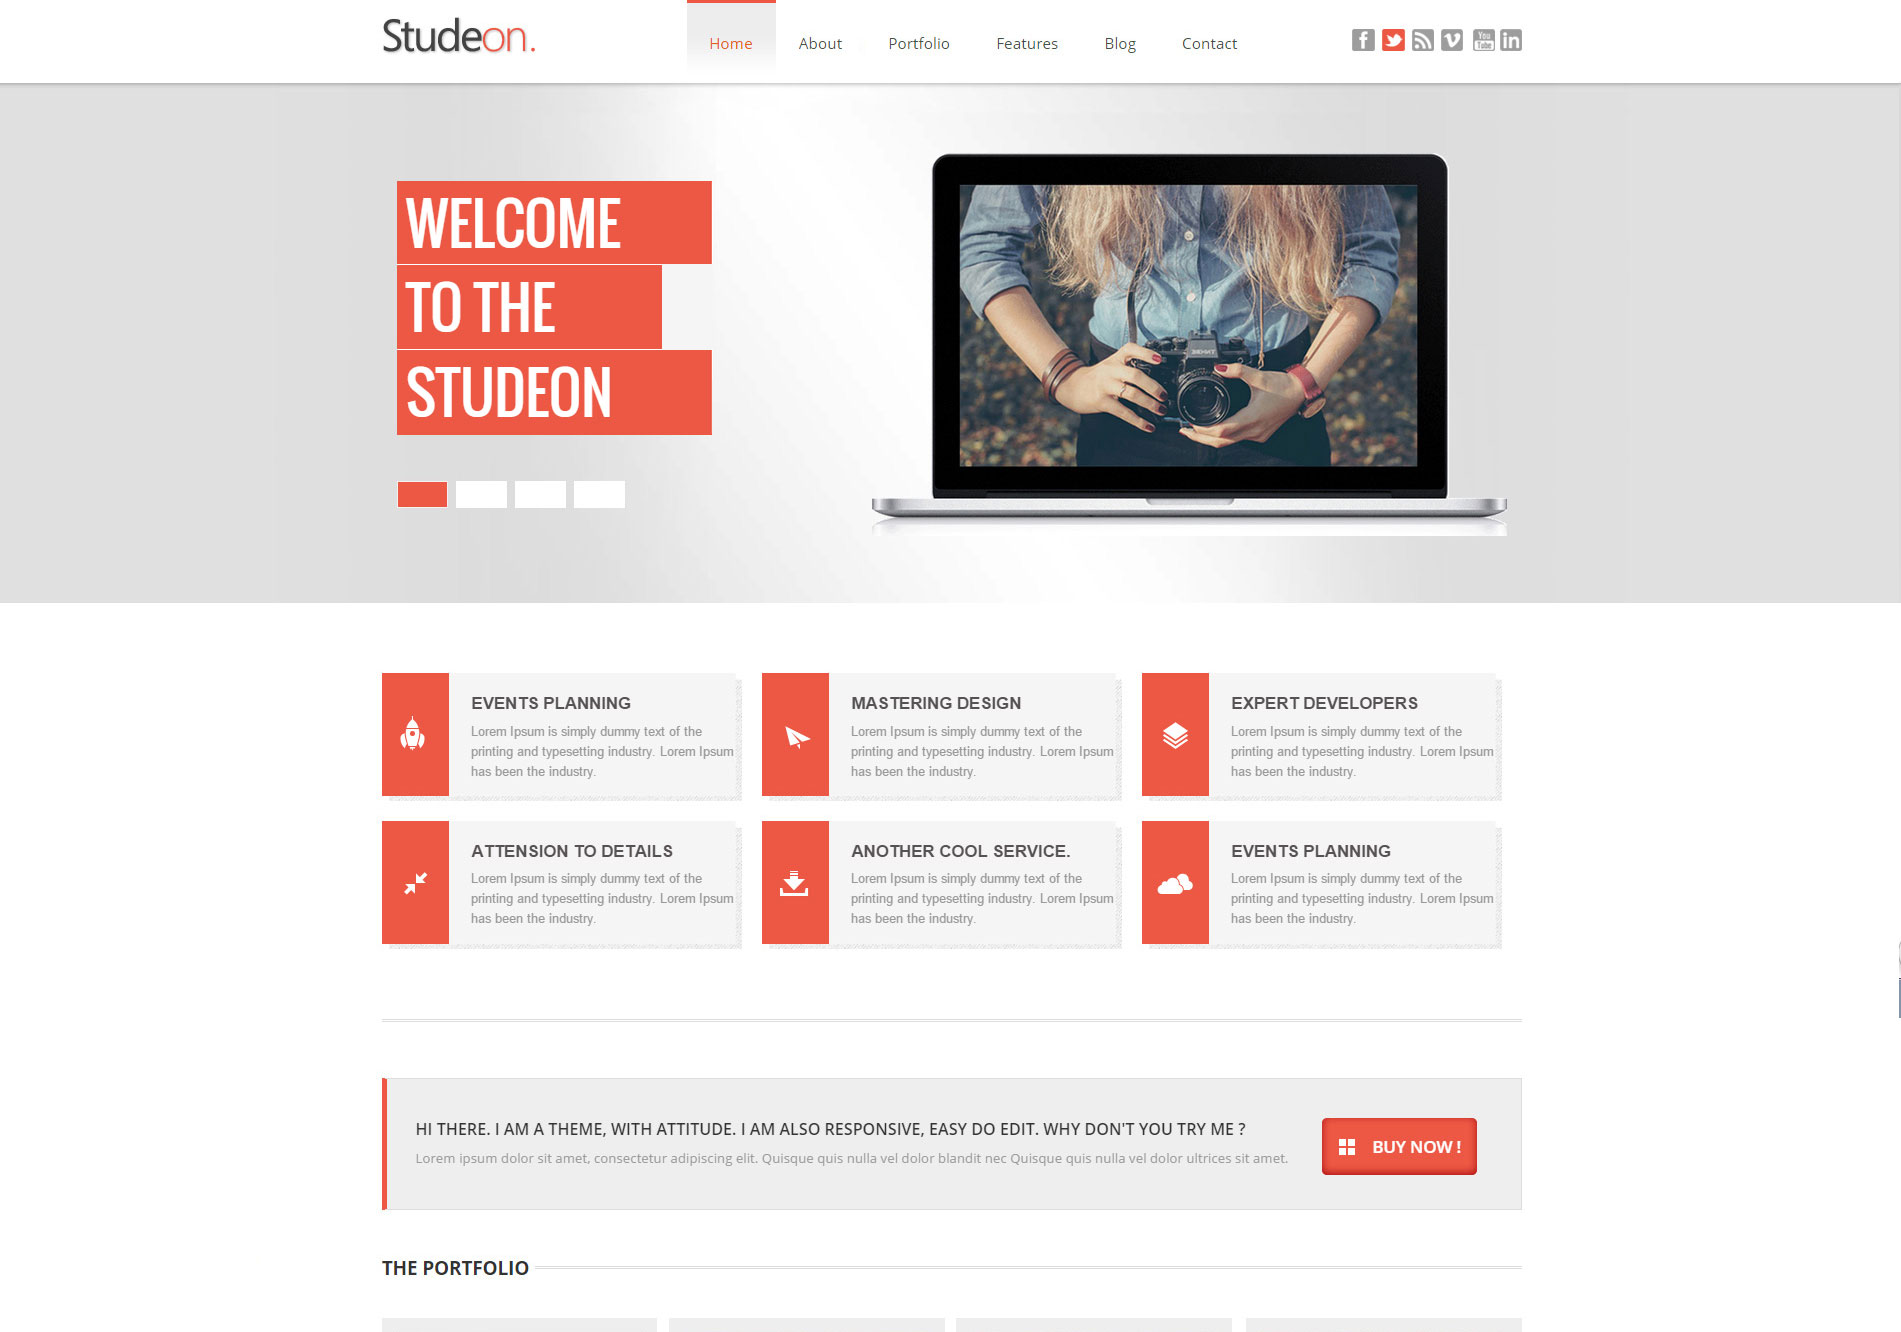 Studeon.
Home
About
Portfolio
Features
Blog
Contact
You
Tube
WELCOME
TO THE
STUDEON
EVENTS PLANNING
Lorem Ipsum is simply dummy text of the
printing and typesetting industry. Lorem Ipsum
has been the industry.
MASTERING DESIGN
Lorem Ipsum is simply dummy text of the
printing and typesetting industry. Lorem Ipsum
has been the industry.
EXPERT DEVELOPERS
Lorem Ipsum is simply dummy text of the
printing and typesetting industry. Lorem Ipsum
has been the industry.
ATTENSION TO DETAILS
Lorem Ipsum is simply dummy text of the
printing and typesetting industry. Lorem Ipsum
has been the industry.
ANOTHER COOL SERVICE.
Lorem Ipsum is simply dummy text of the
printing and typesetting industry. Lorem Ipsum
has been the industry.
EVENTS PLANNING
Lorem Ipsum is simply dummy text of the
printing and typesetting industry. Lorem Ipsum
has been the industry.
HI THERE. I AM A THEME, WITH ATTITUDE. I AM ALSO RESPONSIVE, EASY DO EDIT. WHY DON'T YOU TRY ME ?
Lorem ipsum dolor sit amet, consectetur adipiscing elit. Quisque quis nulla vel dolor blandit nec Quisque quis nulla vel dolor ultrices sit amet.
BUY NOW !
THE PORTFOLIO